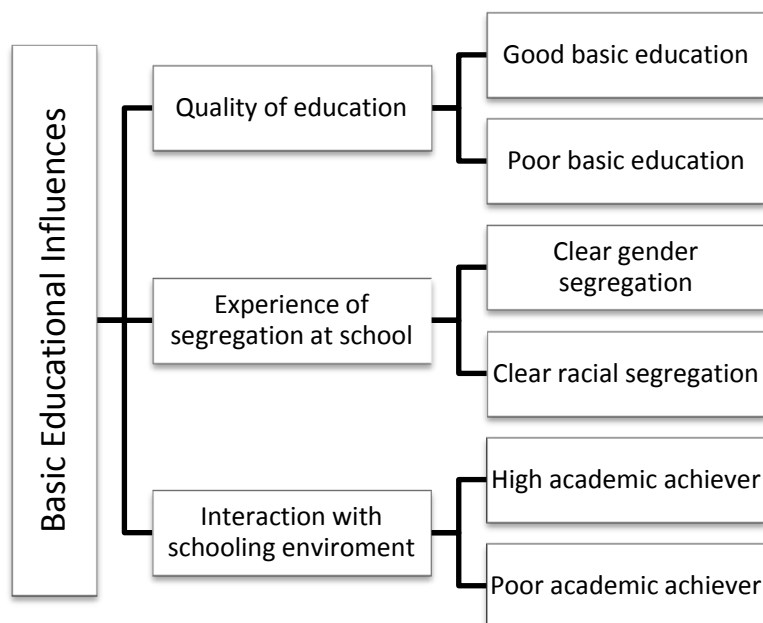 Basic Educational Influences
Quality of education
Good basic education
Poor basic education
Experience of
segregation at school
Clear gender
segregation
Clear racial segregation
Interaction with
schooling enviroment
High academic achiever
Poor academic achiever